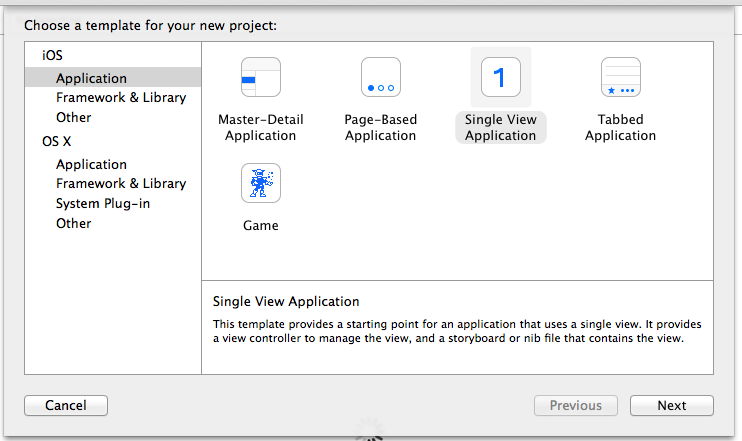 Choose a template for your new project:
iOS
Application
Framework & Library
Other
OS X
Application
Framework & Library
System Plug-in
Other
Master-Detail
Application
Page-Based
Application
1
Single View
Application
Tabbed
Application
Game
Single View Application
This template provides a starting point for an application that uses a single view. It provides
a view controller to manage the view, and a storyboard or nib file that contains the view.
Cancel
Previous
Next